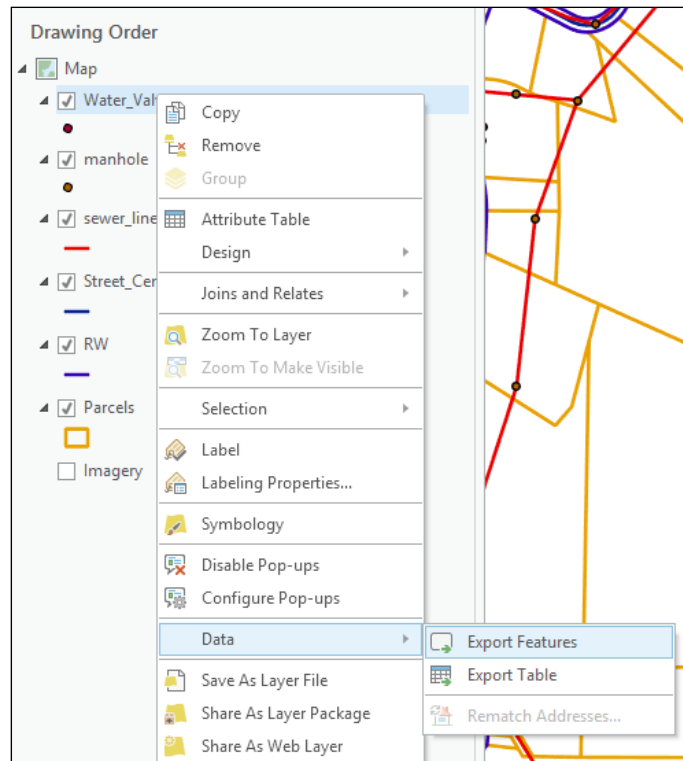 Drawing Order
Map
Water_Val
manhole
sewer_line
Street_Cer
RW
Parcels
Imagery
Copy
Remove
Group
Attribute Table
Design
Joins and Relates
Zoom To Layer
Zoom To Make Visible
Selection
Label
Labeling Properties...
Symbology
Disable Pop-ups
Configure Pop-ups
Data
Save As Layer File
Share As Layer Package
Share As Web Layer
Export Features
Export Table
Rematch Addresses...